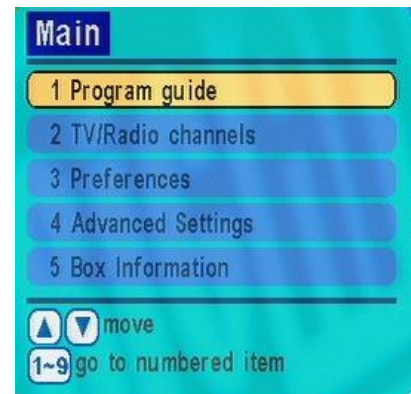 Main
1 Program guide
2 TV/Radio channels
3 Preferences
4 Advanced Settings
5 Box Information
▲ ▼ move
1~9 go to numbered item